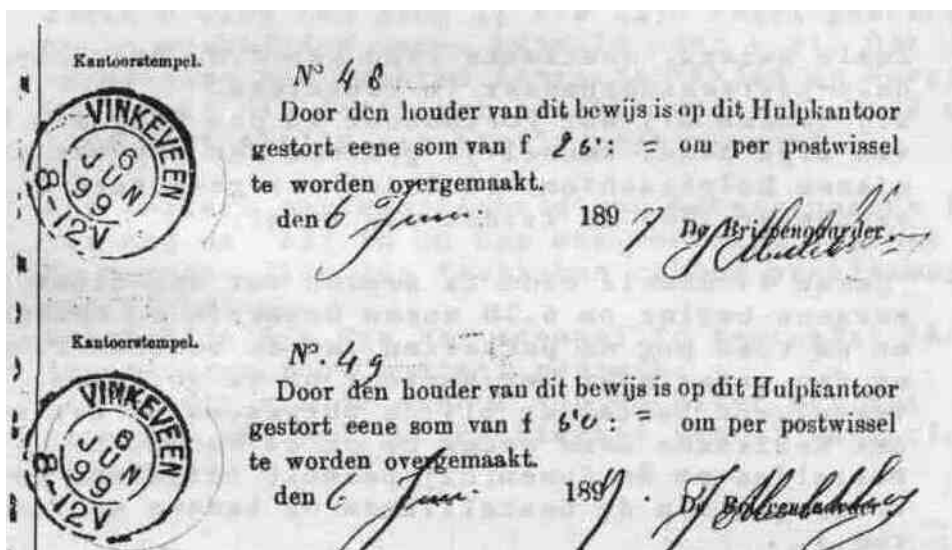 Kantoorstempel.
VINKEVEEN
6
JUN
99
8-12V
N° 48
Door den houder van dit bewijs is op dit Hulpkantoor
gestort eene som van f om per postwissel
te worden overgemaakt.
den 6 Juni 189 De Brievengaarder.
Kantoorstempel.
VINKEVEEN
6
JUN
99
8-12V
N°. 49
Door den houder van dit bewijs is op dit Hulpkantoor
gestort eene som van f om per postwissel
te worden overgemaakt.
den 6 Juni 189 De Brievengaarder.